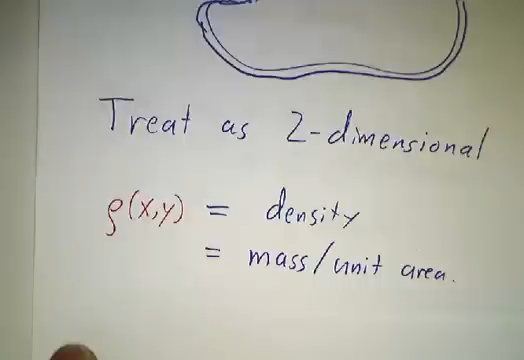 Treat as 2-dimensional
ρ(x,y) = density
= mass/unit area.